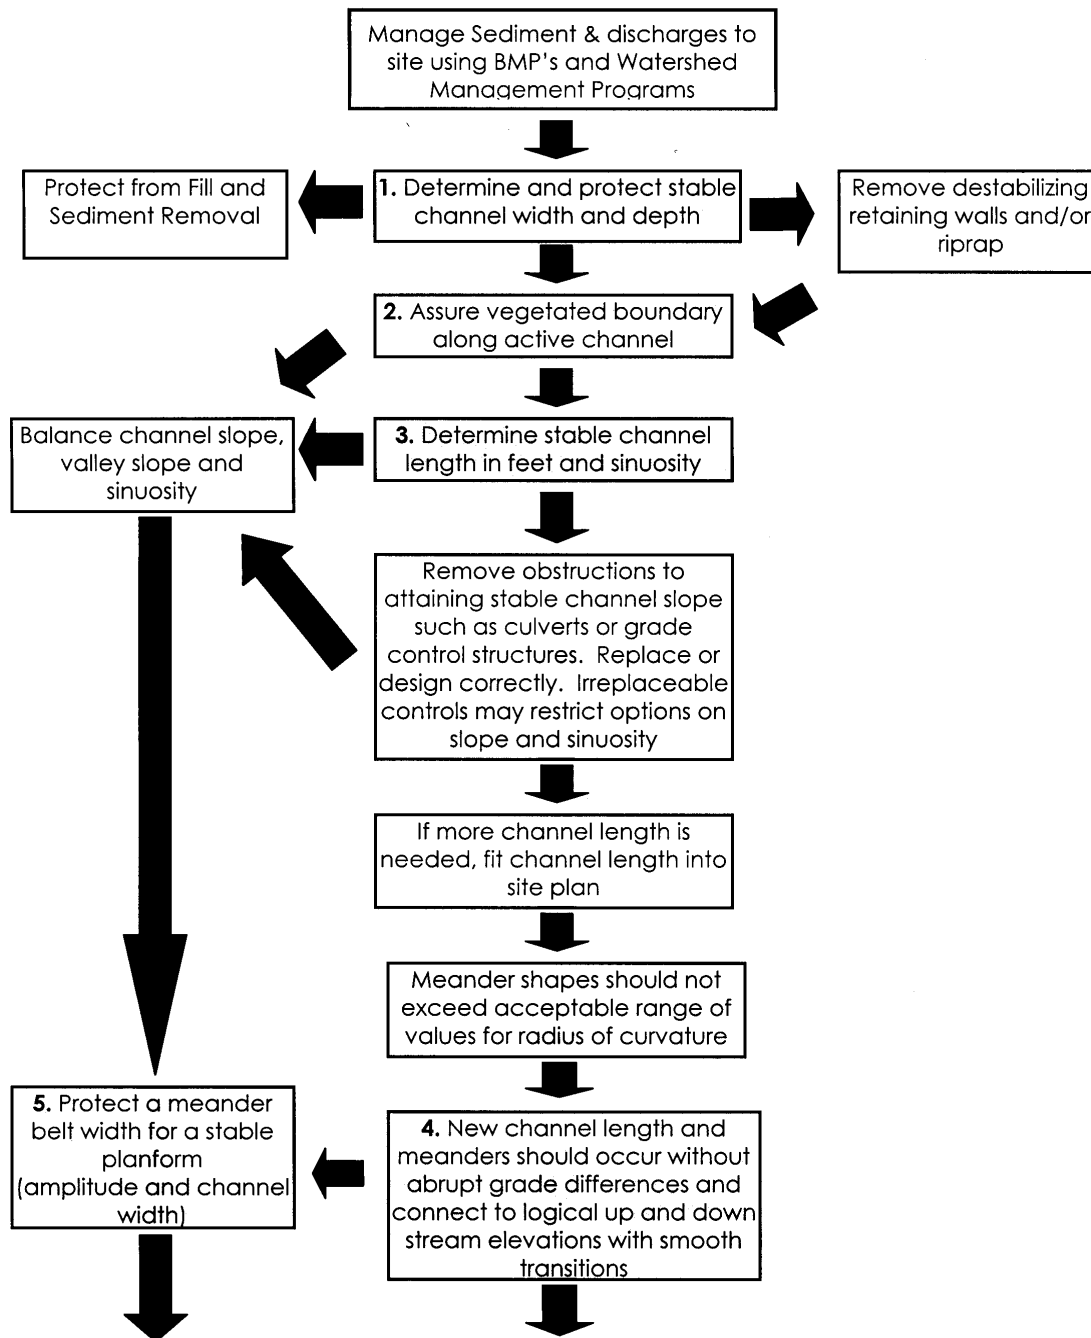 Manage Sediment & discharges to
site using BMP's and Watershed
Management Programs
Protect from Fill and
Sediment Removal
1. Determine and protect stable
channel width and depth
Remove destabilizing
retaining walls and/or
riprap
2. Assure vegetated boundary
along active channel
Balance channel slope,
valley slope and
sinuosity
3. Determine stable channel
length in feet and sinuosity
Remove obstructions to
attaining stable channel slope
such as culverts or grade
control structures. Replace or
design correctly. Irreplaceable
controls may restrict options on
slope and sinuosity
If more channel length is
needed, fit channel length into
site plan
Meander shapes should not
exceed acceptable range of
values for radius of curvature
5. Protect a meander
belt width for a stable
planform
(amplitude and channel
width)
4. New channel length and
meanders should occur without
abrupt grade differences and
connect to logical up and down
stream elevations with smooth
transitions